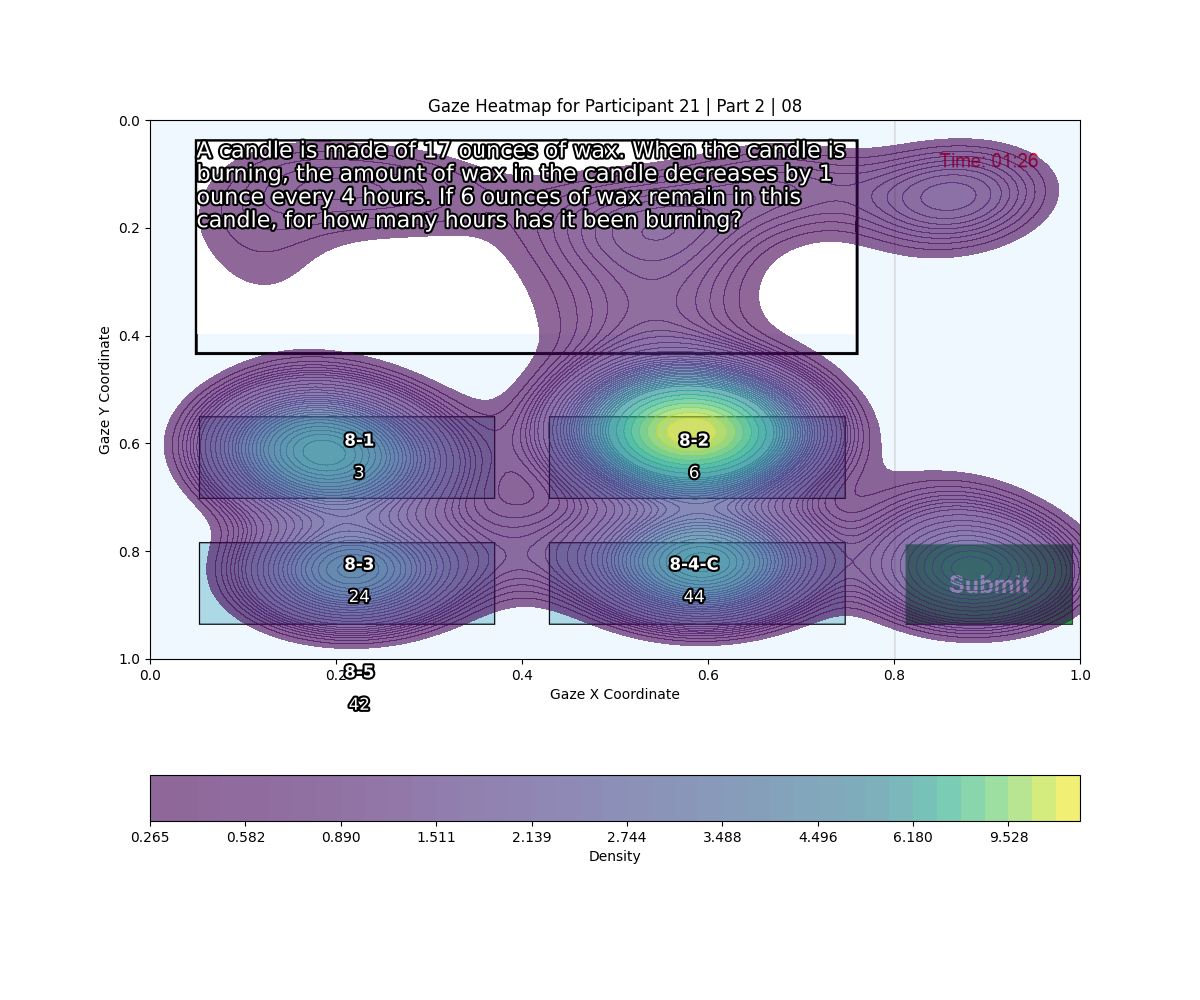 Gaze Heatmap for Participant 21 | Part 2 | 08
0.0
0.2
0.4
0.6
0.8
1.0
Gaze Y Coordinate
A candle is made of 17 ounces of wax. When the candle is
burning, the amount of wax in the candle decreases by 1
ounce every 4 hours. If 6 ounces of wax remain in this
candle, for how many hours has it been burning?
Time: 01:26
8-1
3
8-2
6
8-3
24
8-4-C
44
Submit
8-5
42
0.0 0.2 0.4 0.6 0.8 1.0
Gaze X Coordinate
0.265 0.582 0.890 1.511 2.139 2.744 3.488 4.496 6.180 9.528
Density